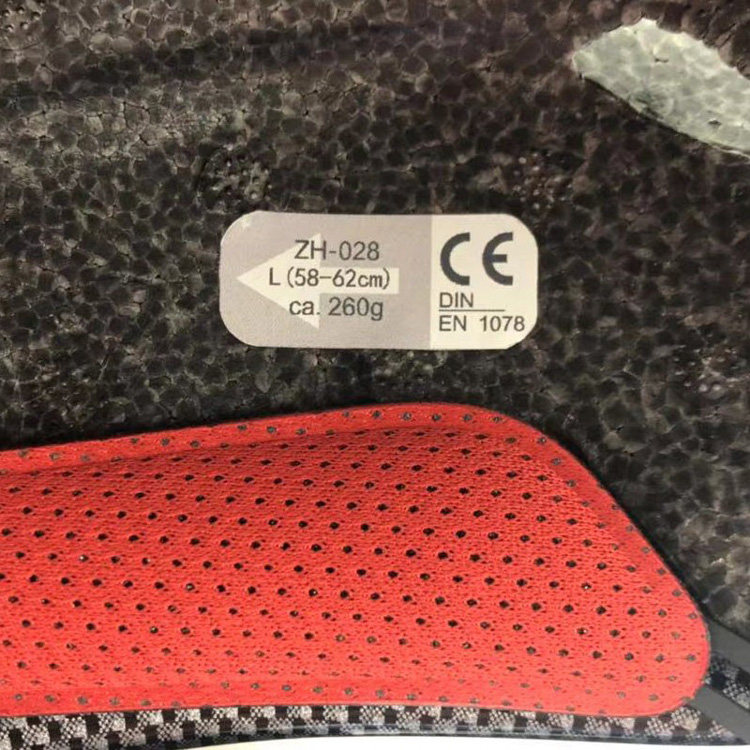 ZH-028
L(58-62cm)
ca. 260g
CE
DIN
EN 1078